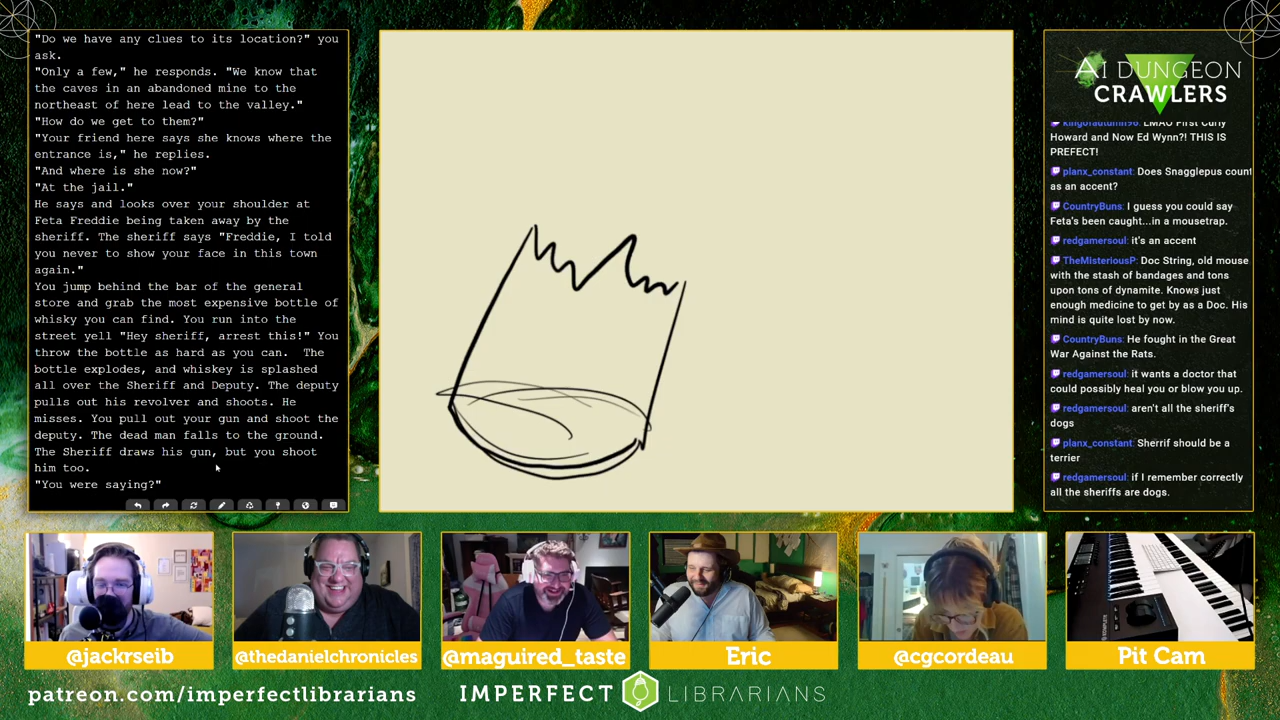 "Do we have any clues to its location?" you
ask.
"Only a few," he responds. "We know that
the caves in an abandoned mine to the
northeast of here lead to the valley."
"How do we get to them?"
"Your friend here says she knows where the
entrance is," he replies.
"And where is she now?"
"At the jail."
He says and looks over your shoulder at
Feta Freddie being taken away by the
sheriff. The sheriff says "Freddie, I told
you never to show your face in this town
again."
You jump behind the bar of the general
store and grab the most expensive bottle of
whisky you can find. You run into the
street yell "Hey sheriff, arrest this!" You
throw the bottle as hard as you can.  The
bottle explodes, and whiskey is splashed
all over the Sheriff and Deputy. The deputy
pulls out his revolver and shoots. He
misses. You pull out your gun and shoot the
deputy. The dead man falls to the ground.
The Sheriff draws his gun, but you shoot
him too.
"You were saying?"
AI DUNGEON
CRAWLERS
kingofautumn96: LMAO First Curly
Howard and Now Ed Wynn?! THIS IS
PREFECT!
planx_constant: Does Snagglepus count
as an accent?
CountryBuns: I guess you could say
Feta's been caught...in a mousetrap.
redgamersoul: it's an accent
TheMisteriousP: Doc String, old mouse
with the stash of bandages and tons
upon tons of dynamite. Knows just
enough medicine to get by as a Doc. His
mind is quite lost by now.
CountryBuns: He fought in the Great
War Against the Rats.
redgamersoul: it wants a doctor that
could possibly heal you or blow you up.
redgamersoul: aren't all the sheriff's
dogs
planx_constant: Sherrif should be a
terrier
redgamersoul: if I remember correctly
all the sheriffs are dogs.
@jackrseib
@thedanielchronicles
@maguired_taste
Eric
@cgcordeau
Pit Cam
patreon.com/imperfectlibrarians
IMPERFECT LIBRARIANS